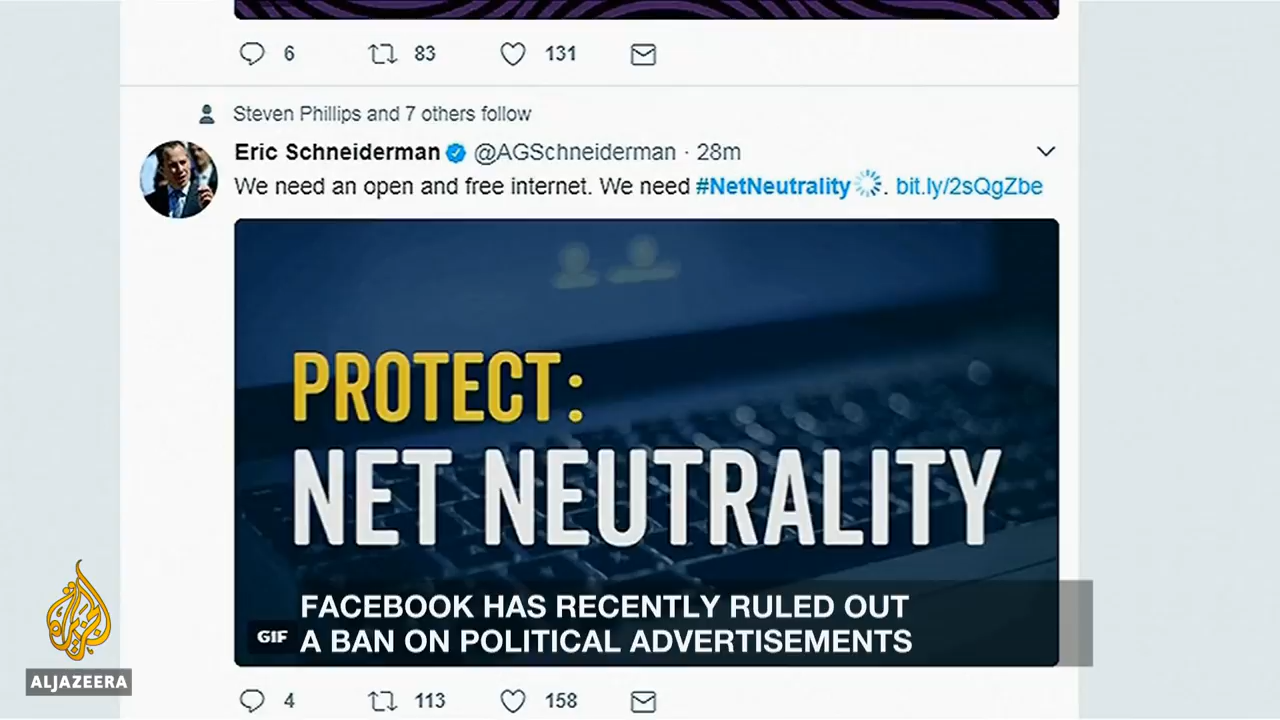 6 83 131
Steven Phillips and 7 others follow
Eric Schneiderman @AGSchneiderman · 28m
We need an open and free internet. We need #NetNeutrality. bit.ly/2sQgZbe
PROTECT:
NET NEUTRALITY
FACEBOOK HAS RECENTLY RULED OUT
GIF A BAN ON POLITICAL ADVERTISEMENTS
4 113 158
ALJAZEERA